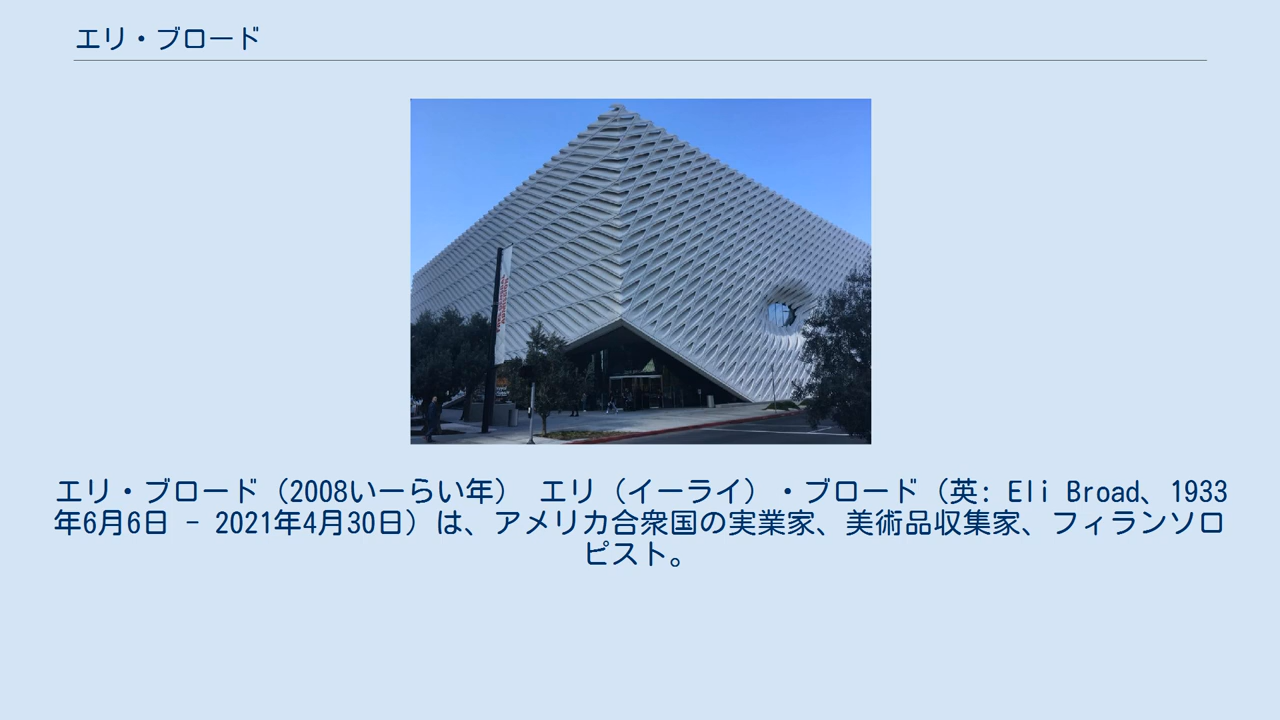 エリ・ブロード
エリ・ブロード（2008いーらい年） エリ（イーライ）・ブロード（英: Eli Broad、1933
年6月6日 - 2021年4月30日）は、アメリカ合衆国の実業家、美術品収集家、フィランソロ
ピスト。